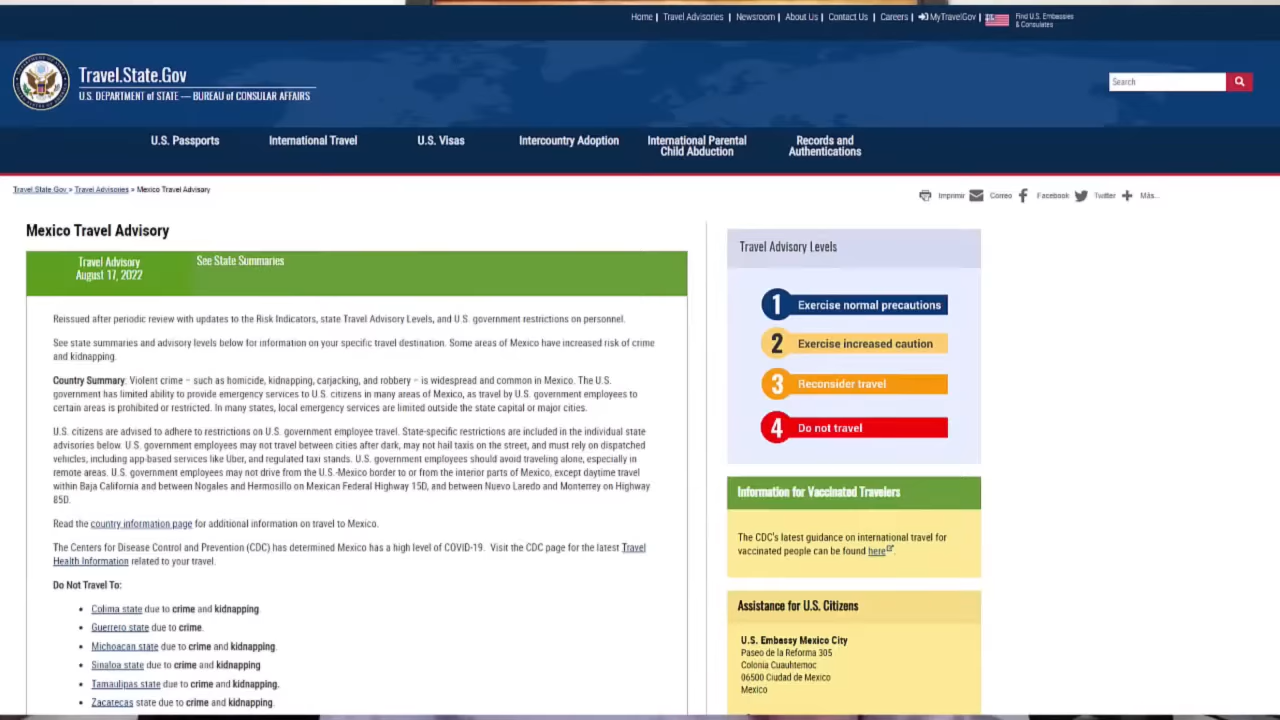 Home | Travel Advisories | Newsroom | About Us | Contact Us | Careers | MyTravelGov | Find U.S. Embassies
& Consulates
Travel.State.Gov
U.S. DEPARTMENT of STATE — BUREAU of CONSULAR AFFAIRS
Search
U.S. Passports
International Travel
U.S. Visas
Intercountry Adoption
International Parental
Child Abduction
Records and
Authentications
Travel.State.Gov > Travel Advisories > Mexico Travel Advisory
Imprimir Correo Facebook Twitter Más...
Mexico Travel Advisory
Travel Advisory
August 17, 2022
See State Summaries
Reissued after periodic review with updates to the Risk Indicators, state Travel Advisory Levels, and U.S. government restrictions on personnel.
See state summaries and advisory levels below for information on your specific travel destination. Some areas of Mexico have increased risk of crime
and kidnapping.
Country Summary: Violent crime – such as homicide, kidnapping, carjacking, and robbery – is widespread and common in Mexico. The U.S.
government has limited ability to provide emergency services to U.S. citizens in many areas of Mexico, as travel by U.S. government employees to
certain areas is prohibited or restricted. In many states, local emergency services are limited outside the state capital or major cities.
U.S. citizens are advised to adhere to restrictions on U.S. government employee travel. State-specific restrictions are included in the individual state
advisories below. U.S. government employees may not travel between cities after dark, may not hail taxis on the street, and must rely on dispatched
vehicles, including app-based services like Uber, and regulated taxi stands. U.S. government employees should avoid traveling alone, especially in
remote areas. U.S. government employees may not drive from the U.S.-Mexico border to or from the interior parts of Mexico, except daytime travel
within Baja California and between Nogales and Hermosillo on Mexican Federal Highway 15D, and between Nuevo Laredo and Monterrey on Highway
85D.
Read the country information page for additional information on travel to Mexico.
The Centers for Disease Control and Prevention (CDC) has determined Mexico has a high level of COVID-19. Visit the CDC page for the latest Travel
Health Information related to your travel.
Do Not Travel To:
• Colima state due to crime and kidnapping.
• Guerrero state due to crime.
• Michoacan state due to crime and kidnapping.
• Sinaloa state due to crime and kidnapping
• Tamaulipas state due to crime and kidnapping.
• Zacatecas state due to crime and kidnapping.
Travel Advisory Levels
1 Exercise normal precautions
2 Exercise increased caution
3 Reconsider travel
4 Do not travel
Information for Vaccinated Travelers
The CDC's latest guidance on international travel for
vaccinated people can be found here.
Assistance for U.S. Citizens
U.S. Embassy Mexico City
Paseo de la Reforma 305
Colonia Cuauhtemoc
06500 Ciudad de Mexico
Mexico